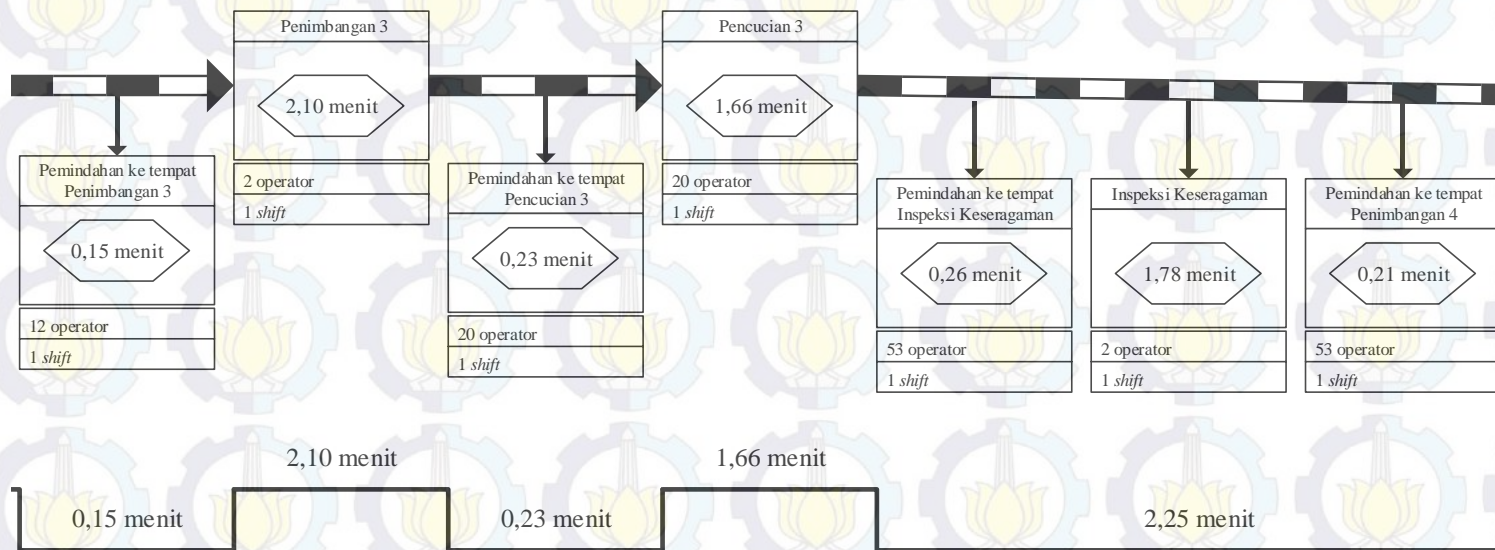 Penimbangan 3
2,10 menit
2 operator
1 shift
Pencucian 3
1,66 menit
20 operator
1 shift
Pemindahan ke tempat
Penimbangan 3
0,15 menit
12 operator
1 shift
Pemindahan ke tempat
Pencucian 3
0,23 menit
20 operator
1 shift
Pemindahan ke tempat
Inspeksi Keseragaman
0,26 menit
53 operator
1 shift
Inspeksi Keseragaman
1,78 menit
2 operator
1 shift
Pemindahan ke tempat
Penimbangan 4
0,21 menit
53 operator
1 shift
0,15 menit
2,10 menit
0,23 menit
1,66 menit
2,25 menit